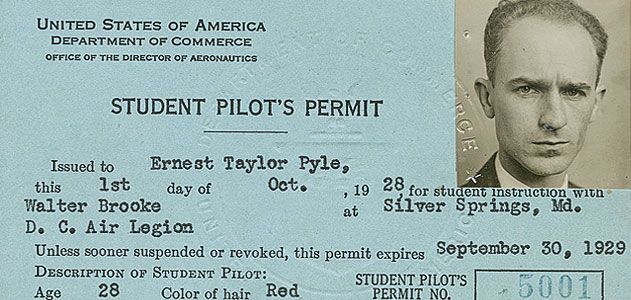 UNITED STATES OF AMERICA
DEPARTMENT OF COMMERCE
OFFICE OF THE DIRECTOR OF AERONAUTICS
STUDENT PILOT'S PERMIT
Issued to Ernest Taylor Pyle,
this 1st day of Oct. , 19 28, for student instruction with
Walter Brooke at Silver Springs, Md.
D. C. Air Legion
Unless sooner suspended or revoked, this permit expires September 30, 1929
DESCRIPTION OF STUDENT PILOT:
Age 28 Color of hair Red
STUDENT PILOT'S
PERMIT NO. 5001